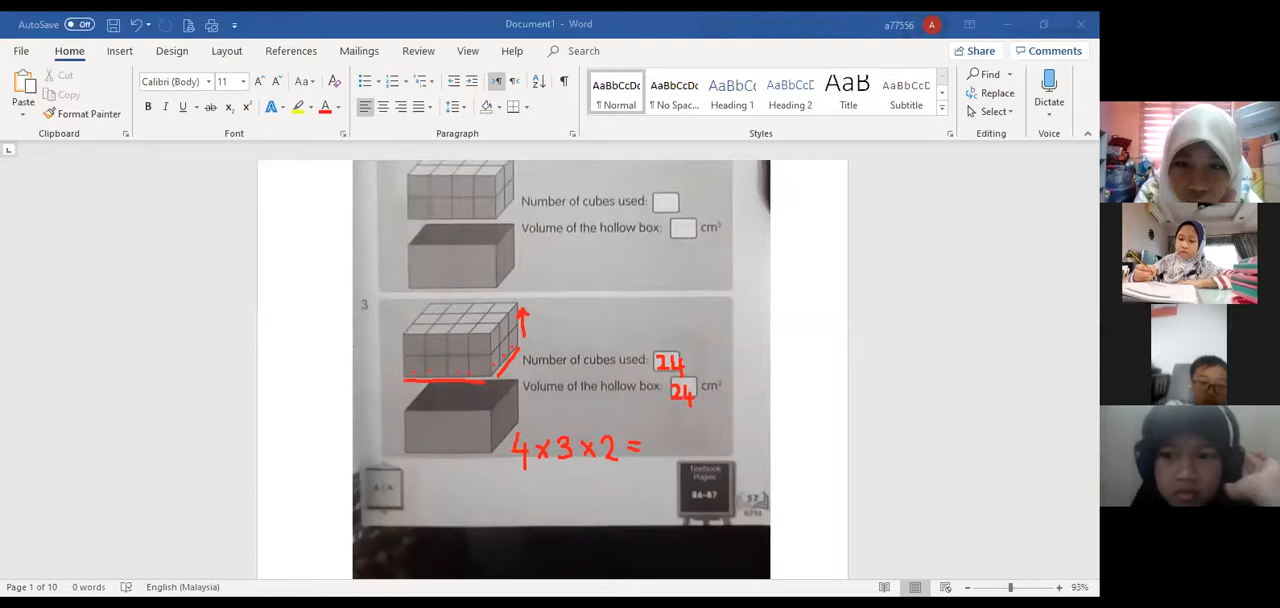 AutoSave Off Document1 - Word a77556 A
File Home Insert Design Layout References Mailings Review View Help Search Share Comments
Paste Cut Copy Format Painter
Calibri (Body) 11
AaBbCcDc AaBbCcDc AaBbC AaBbCcD AaB AaBbCcD
¶ Normal ¶ No Spac... Heading 1 Heading 2 Title Subtitle
Find Replace Select Dictate
Clipboard Font Paragraph Styles Editing Voice
Number of cubes used:
Volume of the hollow box: cm³
3
Number of cubes used: 24
Volume of the hollow box: 24 cm³
4 x 3 x 2 =
Textbook
Pages
86-87
57
Page 1 of 10 0 words English (Malaysia) 93%